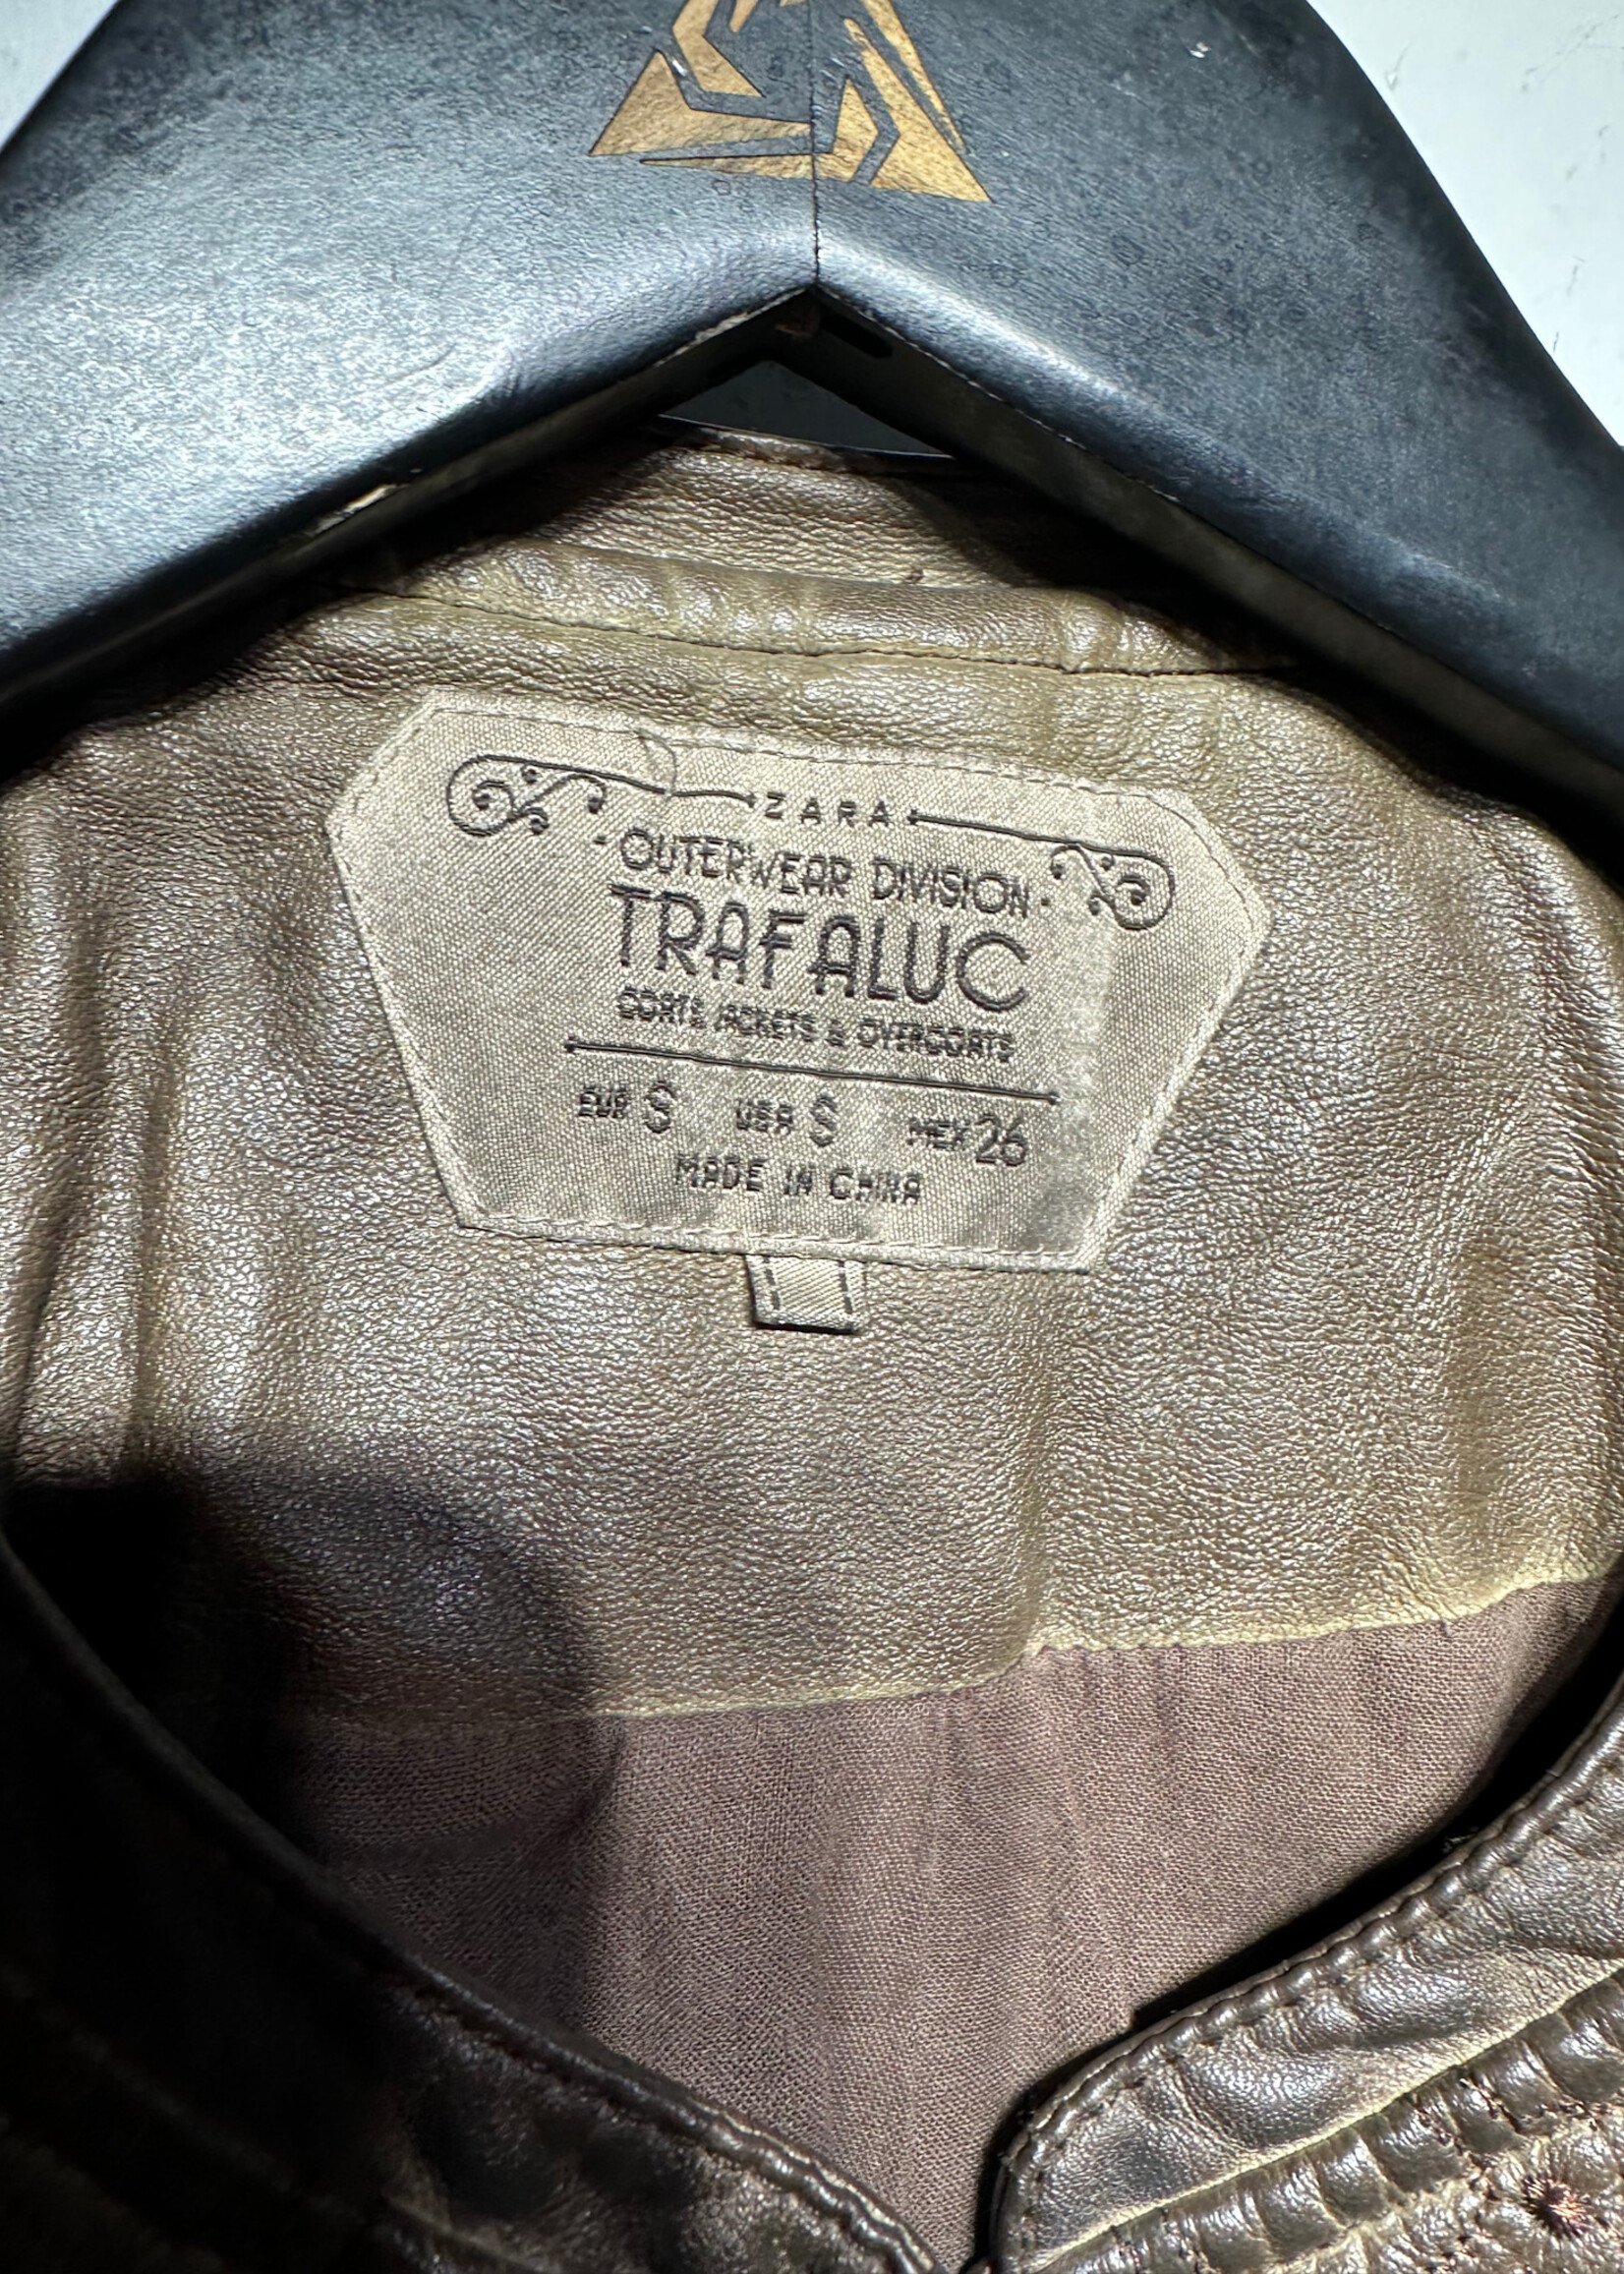 ZARA
· OUTERWEAR DIVISION ·
TRAFALUC
COATS, JACKETS & OVERCOATS
EUR S USA S MEX 26
MADE IN CHINA